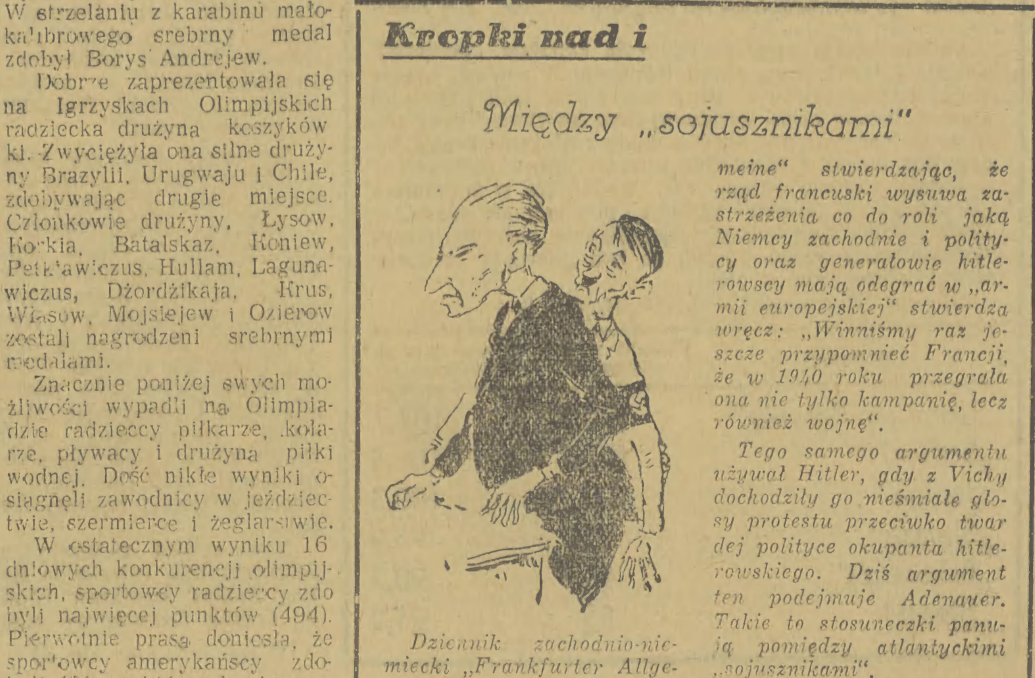 W strzelaniu z karabinu mało-
kalibrowego srebrny medal
zdobył Borys Andrejew.
Dobrze zaprezentowała się
na Igrzyskach Olimpijskich
radziecka drużyna koszyków
ki. Zwyciężyła ona silne druży-
ny Brazylii, Urugwaju i Chile,
zdobywając drugie miejsce.
Członkowie drużyny, Łysow,
Korkia, Batalskaz, Koniew,
Petkawiczus, Hullam, Laguna-
wiczus, Dżordżikaja, Krus,
Własow, Mojsiejew i Ozierow
zostali nagrodzeni srebrnymi
medalami.
Znacznie poniżej swych mo-
żliwości wypadli na Olimpia-
dzie radzieccy piłkarze, kola-
rze, pływacy i drużyna piłki
wodnej. Dość nikłe wyniki o-
siągnęli zawodnicy w jeździec-
twie, szermierce i żeglarstwie.
W ostatecznym wyniku 16
dniowych konkurencji olimpij-
skich, sportowcy radzieccy zdo
byli najwięcej punktów (494).
Pierwotnie prasa doniosła, że
sportowcy amerykańscy zdo-
Kropki nad i
Między „sojusznikami"
Dziennik zachodnio-nie-
miecki „Frankfurter Allge-
meine" stwierdzając, że
rząd francuski wysuwa za-
strzeżenia co do roli jaką
Niemcy zachodnie i polity-
cy oraz generałowie hitle-
rowscy mają odegrać w „ar-
mii europejskiej" stwierdza
wręcz: „Winniśmy raz je-
szcze przypomnieć Francji,
że w 1940 roku przegrała
ona nie tylko kampanię, lecz
również wojnę".
Tego samego argumentu
używał Hitler, gdy z Vichy
dochodziły go nieśmiałe gło-
sy protestu przeciwko twar
dej polityce okupanta hitle-
rowskiego. Dziś argument
ten podejmuje Adenauer.
Takie to stosuneczki panu-
ją pomiędzy atlantyckimi
„sojusznikami".